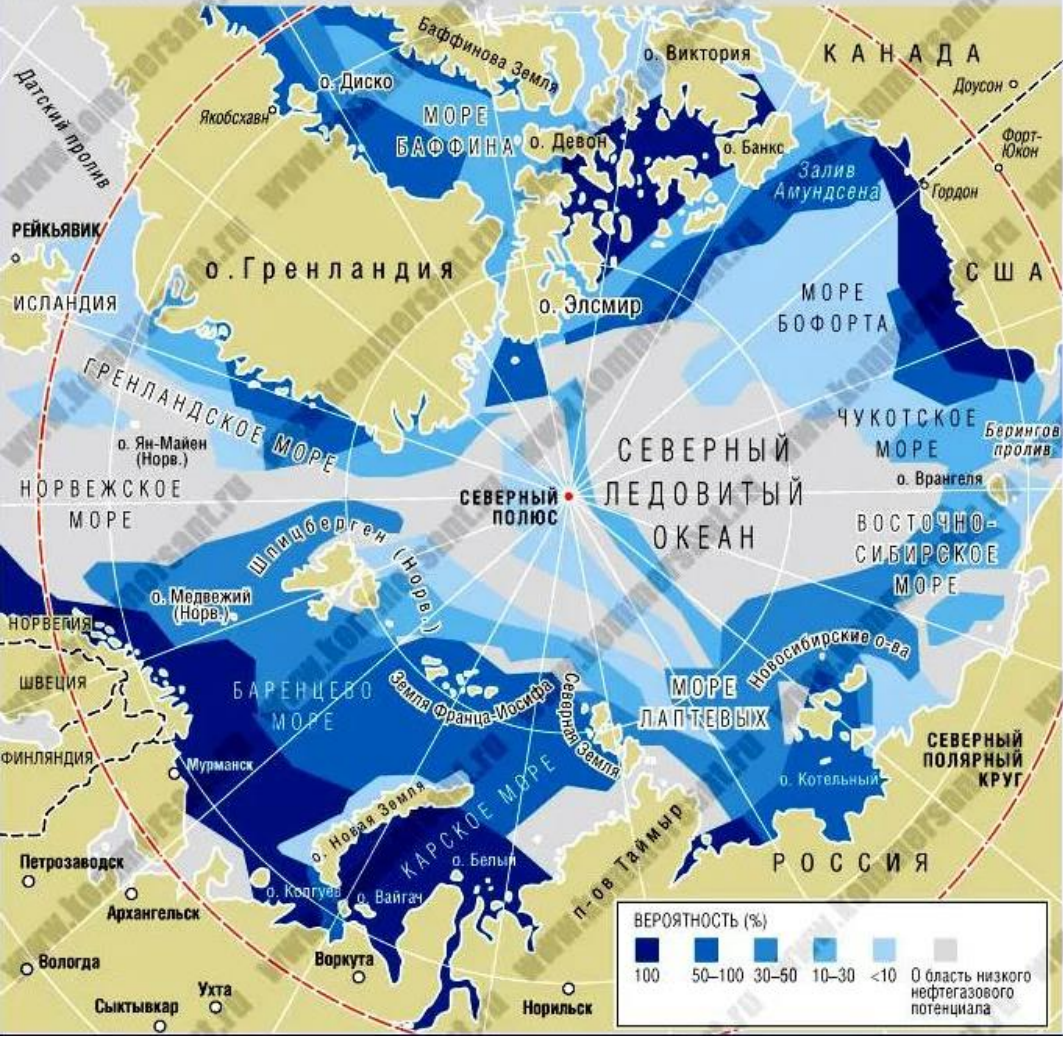 Баффинова Земля
о. Виктория
КАНАДА
Датский пролив
о. Диско
Доусон
Якобсхавн
МОРЕ
БАФФИНА
о. Девон
о. Банкс
Форт-
Юкон
Залив
Амундсена
Гордон
РЕЙКЬЯВИК
о. Гренландия
США
ИСЛАНДИЯ
о. Элсмир
МОРЕ
БОФОРТА
ГРЕНЛАНДСКОЕ МОРЕ
ЧУКОТСКОЕ
МОРЕ
Берингов
пролив
о. Ян-Майен
(Норв.)
СЕВЕРНЫЙ
ЛЕДОВИТЫЙ
ОКЕАН
о. Врангеля
НОРВЕЖСКОЕ
МОРЕ
СЕВЕРНЫЙ
ПОЛЮС
ВОСТОЧНО-
СИБИРСКОЕ
МОРЕ
Шпицберген (Норв.)
о. Медвежий
(Норв.)
НОРВЕГИЯ
Новосибирские о-ва
ШВЕЦИЯ
БАРЕНЦЕВО
МОРЕ
Земля Франца-Иосифа
Северная Земля
МОРЕ
ЛАПТЕВЫХ
ФИНЛЯНДИЯ
Мурманск
СЕВЕРНЫЙ
ПОЛЯРНЫЙ
КРУГ
о. Котельный
о. Новая Земля
КАРСКОЕ МОРЕ
Петрозаводск
о. Белый
п-ов Таймыр
РОССИЯ
о. Колгуев
о. Вайгач
Архангельск
Вологда
Воркута
Ухта
Сыктывкар
Норильск
ВЕРОЯТНОСТЬ (%)
100
50–100
30–50
10–30
<10
Область низкого
нефтегазового
потенциала
www.kommersant.ru